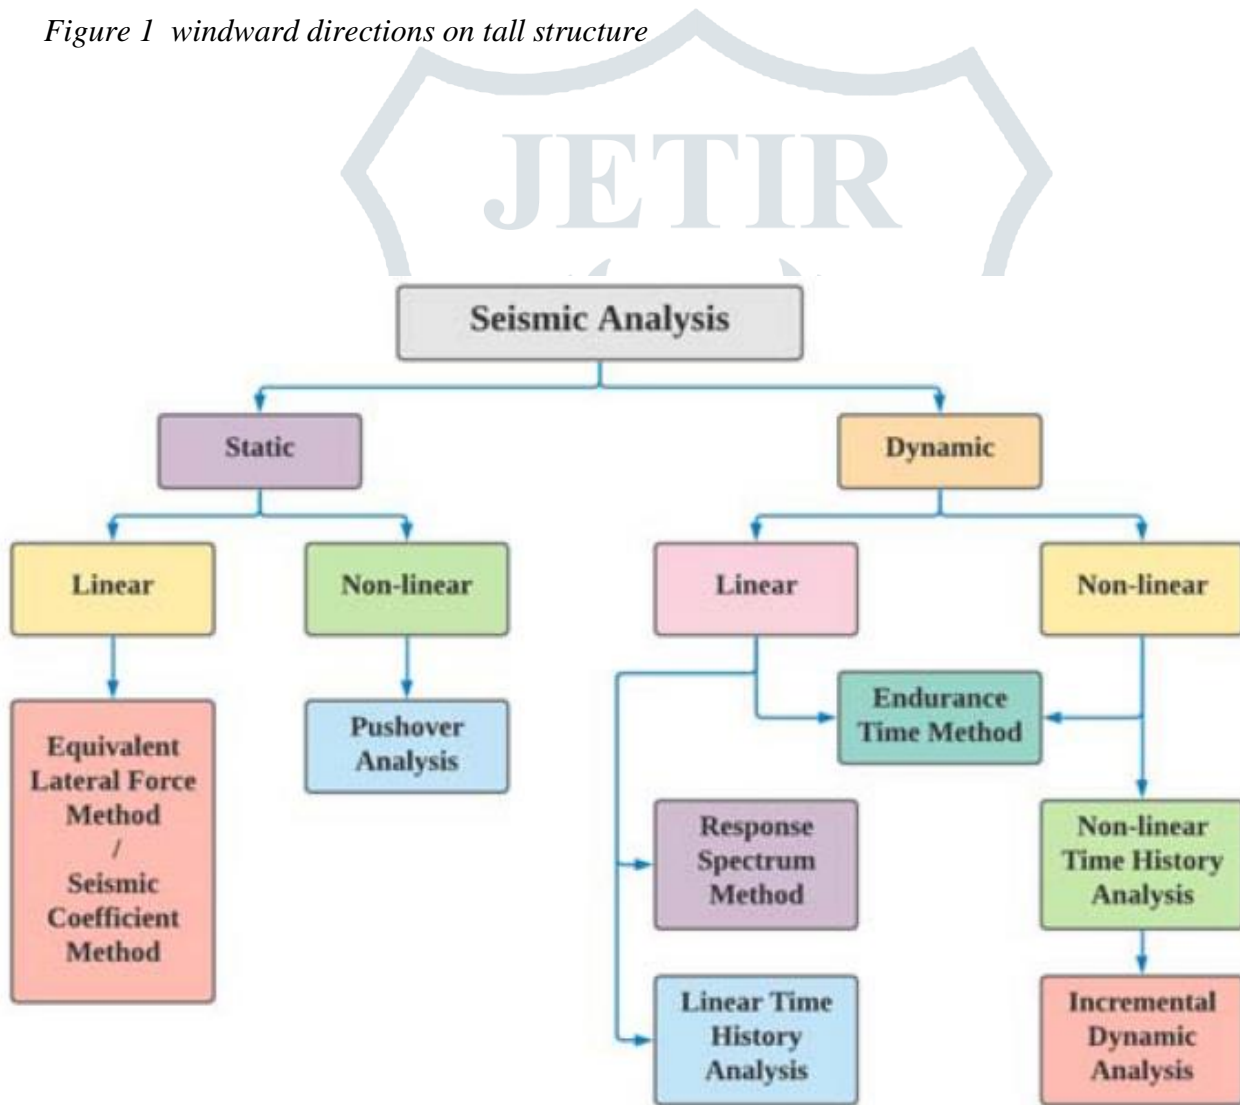 Figure 1 windward directions on tall structure
JETIR
Seismic Analysis
Static
Dynamic
Linear
Non-linear
Linear
Non-linear
Equivalent
Lateral Force
Method
/
Seismic
Coefficient
Method
Pushover
Analysis
Endurance
Time Method
Response
Spectrum
Method
Non-linear
Time History
Analysis
Linear Time
History
Analysis
Incremental
Dynamic
Analysis